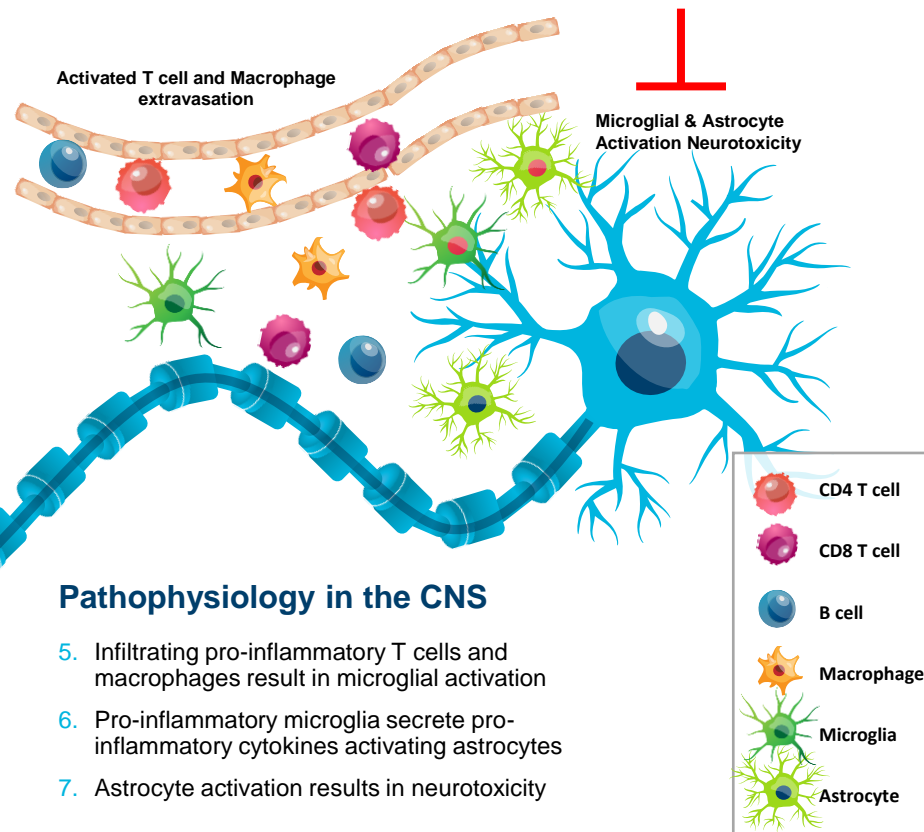 Activated T cell and Macrophage
extravasation
Microglial & Astrocyte
Activation Neurotoxicity
CD4 T cell
CD8 T cell
B cell
Macrophage
Microglia
Astrocyte
Pathophysiology in the CNS
5. Infiltrating pro-inflammatory T cells and
macrophages result in microglial activation
6. Pro-inflammatory microglia secrete pro-
inflammatory cytokines activating astrocytes
7. Astrocyte activation results in neurotoxicity